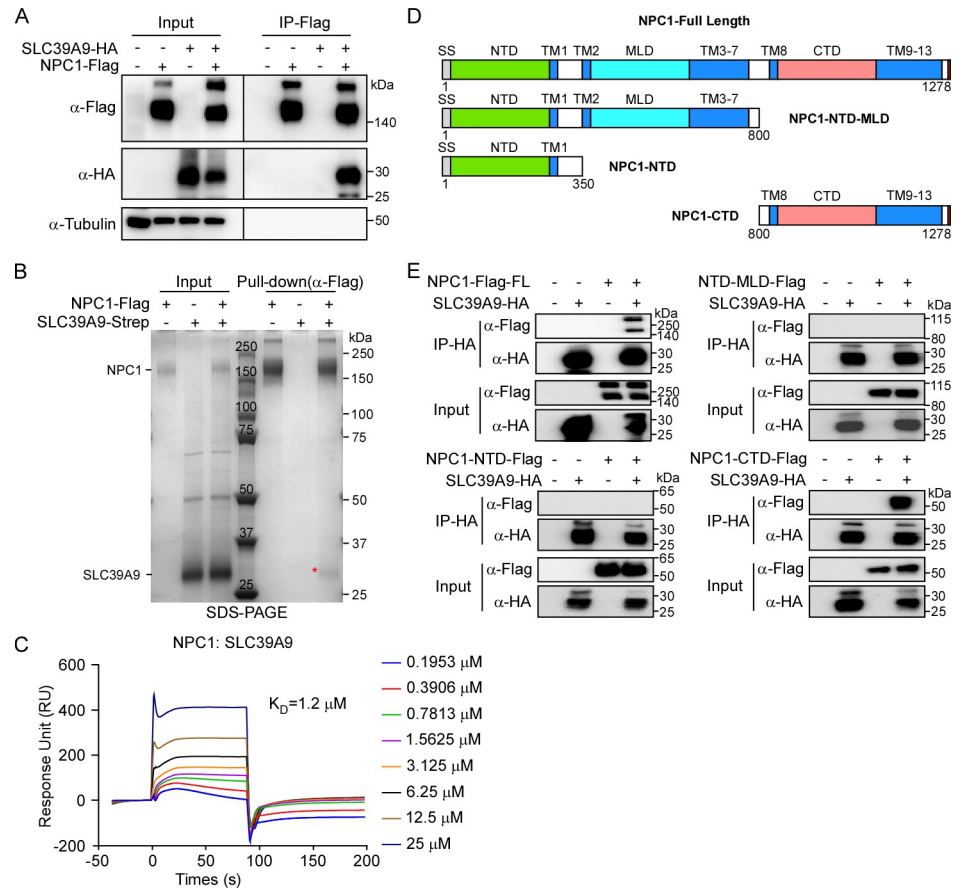 A
Input IP-Flag
SLC39A9-HA - - + + - - + +
NPC1-Flag - + - + - + - + kDa
α-Flag 140
α-HA 30
25
α-Tubulin 50
B
Input Pull-down(α-Flag)
NPC1-Flag + - + + - +
SLC39A9-Strep - + + - + + kDa
250 250
NPC1 150 150
100 100
75 75
50 50
37 37
* SLC39A9
25 25
SDS-PAGE
C
NPC1: SLC39A9
Response Unit (RU)
600
400
200
0
-200
-50 0 50 100 150 200
Times (s)
K_D=1.2 μM
0.1953 μM
0.3906 μM
0.7813 μM
1.5625 μM
3.125 μM
6.25 μM
12.5 μM
25 μM
D
NPC1-Full Length
SS NTD TM1 TM2 MLD TM3-7 TM8 CTD TM9-13
1 1278
SS NTD TM1 TM2 MLD TM3-7
NPC1-NTD-MLD
1 800
SS NTD TM1
NPC1-NTD
1 350
TM8 CTD TM9-13
NPC1-CTD
800 1278
E
NPC1-Flag-FL - - + +
SLC39A9-HA - + - + kDa
IP-HA α-Flag 250
140
α-HA 30
25
Input α-Flag 250
140
α-HA 30
25
NTD-MLD-Flag - - + +
SLC39A9-HA - + - + kDa
IP-HA α-Flag 115
80
α-HA 30
25
Input α-Flag 115
80
α-HA 30
25
NPC1-NTD-Flag - - + +
SLC39A9-HA - + - + kDa
IP-HA α-Flag 65
50
α-HA 30
25
Input α-Flag 65
50
α-HA 30
25
NPC1-CTD-Flag - - + +
SLC39A9-HA - + - + kDa
IP-HA α-Flag 50
α-HA 30
25
Input α-Flag 50
α-HA 30
25